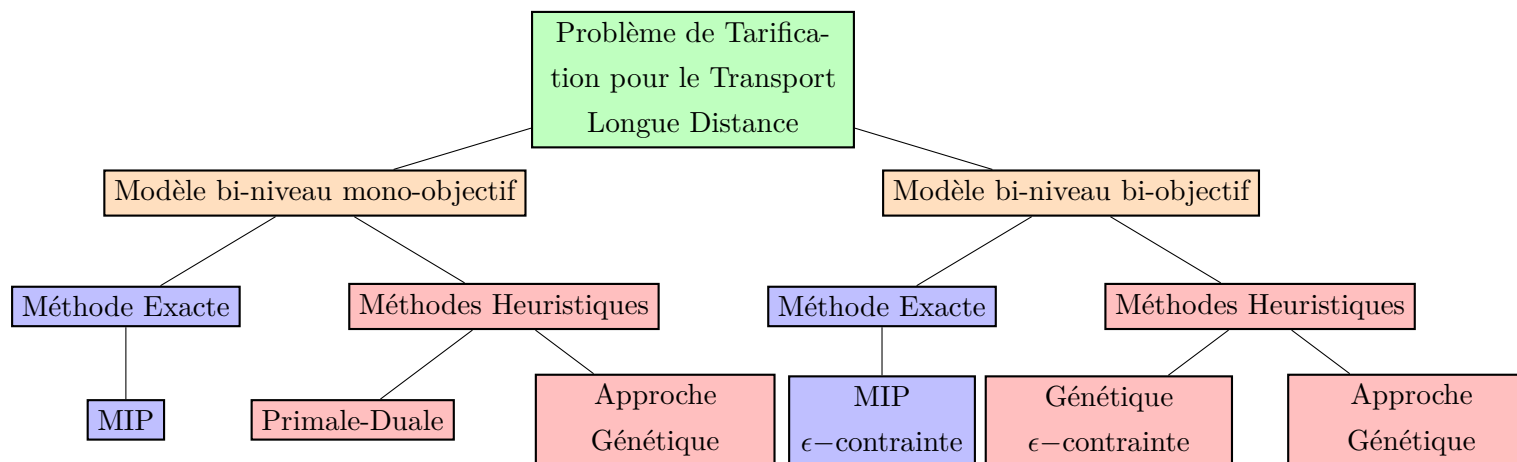 Problème de Tarifica-
tion pour le Transport
Longue Distance
Modèle bi-niveau mono-objectif
Modèle bi-niveau bi-objectif
Méthode Exacte
Méthodes Heuristiques
Méthode Exacte
Méthodes Heuristiques
MIP
Primale-Duale
Approche
Génétique
MIP
ϵ−contrainte
Génétique
ϵ−contrainte
Approche
Génétique